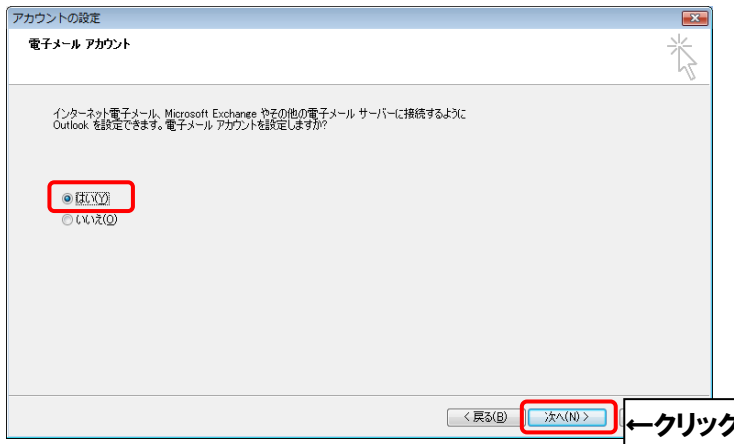 アカウントの設定
電子メール アカウント
インターネット電子メール、Microsoft Exchange やその他の電子メール サーバーに接続するように
Outlook を設定できます。電子メール アカウントを設定しますか?
はい(Y)
いいえ(O)
< 戻る(B)
次へ(N) >
←クリック